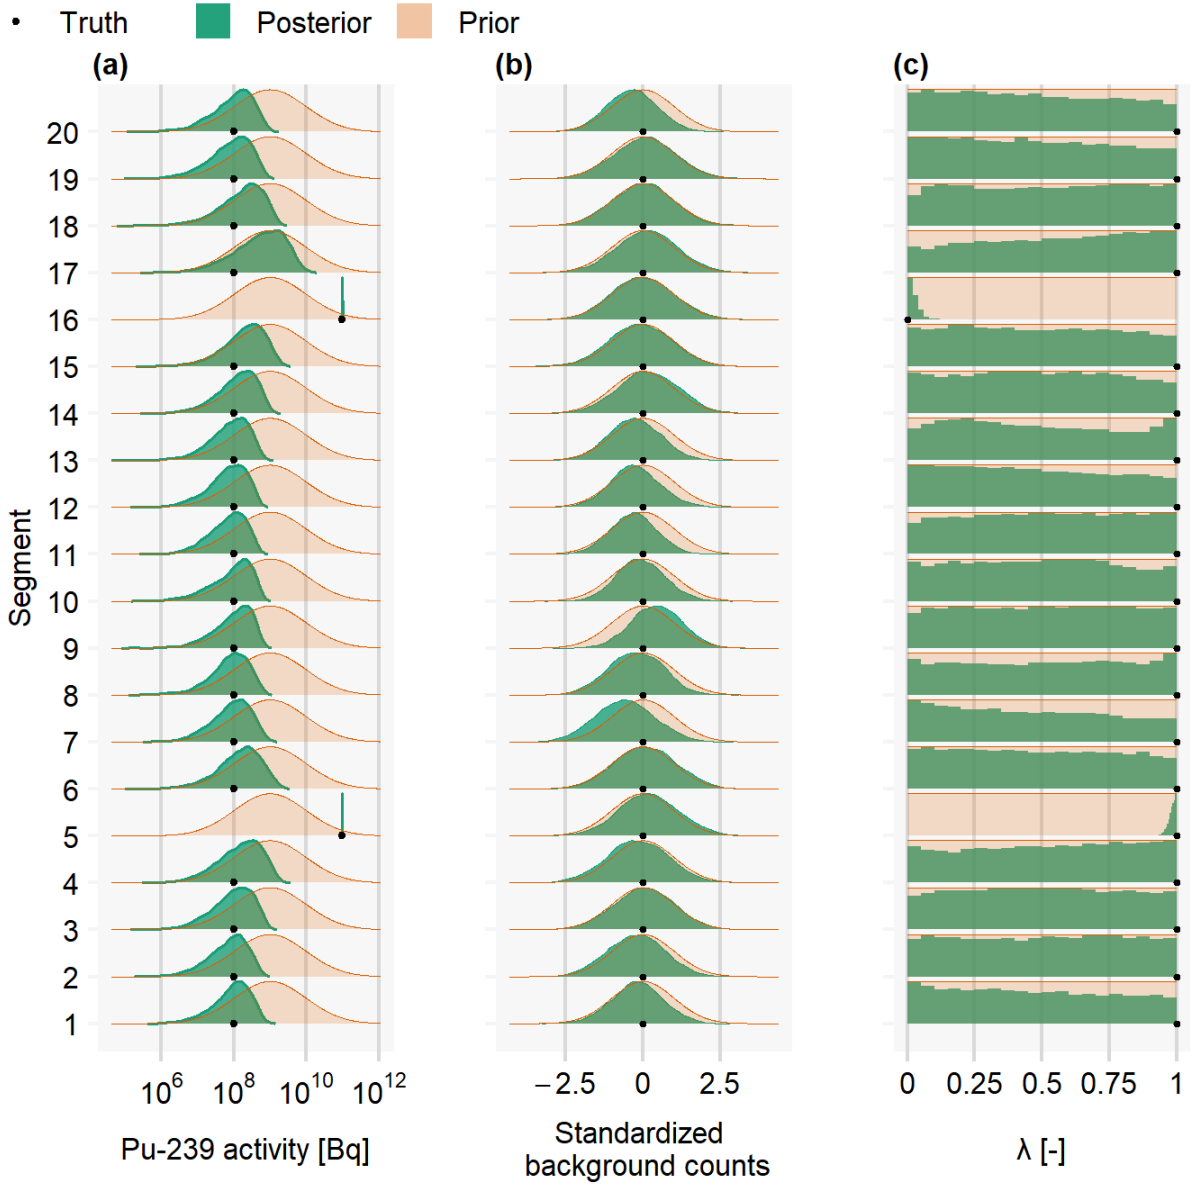 Truth Posterior Prior
(a) (b) (c)
20
19
18
17
16
15
14
13
12
11
10
9
8
7
6
5
4
3
2
1
Segment
10^6 10^8 10^10 10^12
−2.5 0 2.5
0 0.25 0.5 0.75 1
Pu-239 activity [Bq]
Standardized
background counts
λ [-]